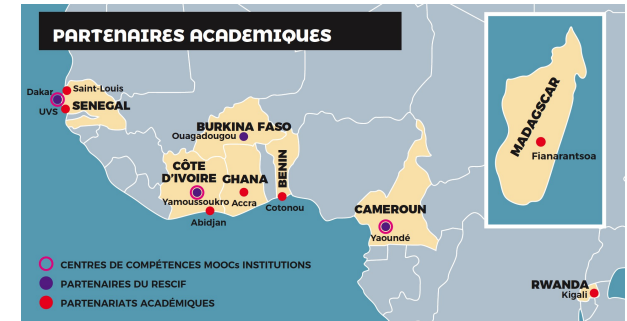 PARTENAIRES ACADEMIQUES
Dakar
Saint-Louis
UVS
SENEGAL
BURKINA FASO
Ouagadougou
CÔTE
D'IVOIRE
GHANA
BENIN
Yamoussoukro
Accra
Cotonou
Abidjan
CAMEROUN
Yaoundé
MADAGSCAR
Fianarantsoa
RWANDA
Kigali
CENTRES DE COMPÉTENCES MOOCs INSTITUTIONS
PARTENAIRES DU RESCIF
PARTENARIATS ACADÉMIQUES